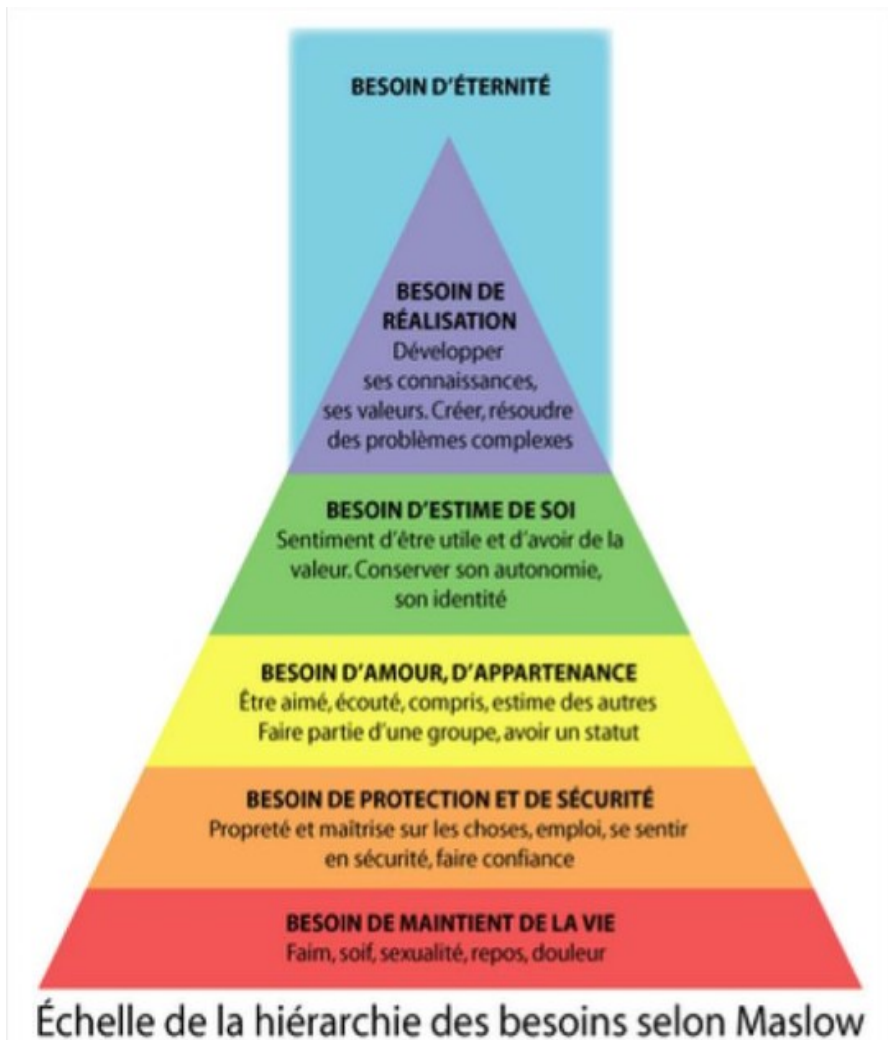 BESOIN D'ÉTERNITÉ
BESOIN DE
RÉALISATION
Développer
ses connaissances,
ses valeurs. Créer, résoudre
des problèmes complexes
BESOIN D'ESTIME DE SOI
Sentiment d'être utile et d'avoir de la
valeur. Conserver son autonomie,
son identité
BESOIN D'AMOUR, D'APPARTENANCE
Être aimé, écouté, compris, estime des autres
Faire partie d'une groupe, avoir un statut
BESOIN DE PROTECTION ET DE SÉCURITÉ
Propreté et maîtrise sur les choses, emploi, se sentir
en sécurité, faire confiance
BESOIN DE MAINTIENT DE LA VIE
Faim, soif, sexualité, repos, douleur
Échelle de la hiérarchie des besoins selon Maslow